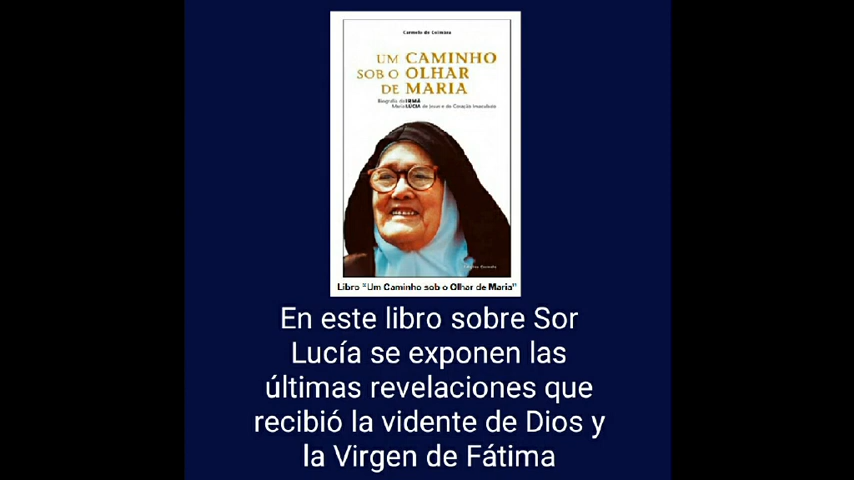 Carmelo de Coimbra
UM CAMINHO
SOB O OLHAR
DE MARIA
Biografia da IRMÃ
Maria LÚCIA de Jesus e do Coração Imaculado
Libro "Um Caminho sob o Olhar de Maria"
En este libro sobre Sor
Lucía se exponen las
últimas revelaciones que
recibió la vidente de Dios y
la Virgen de Fátima